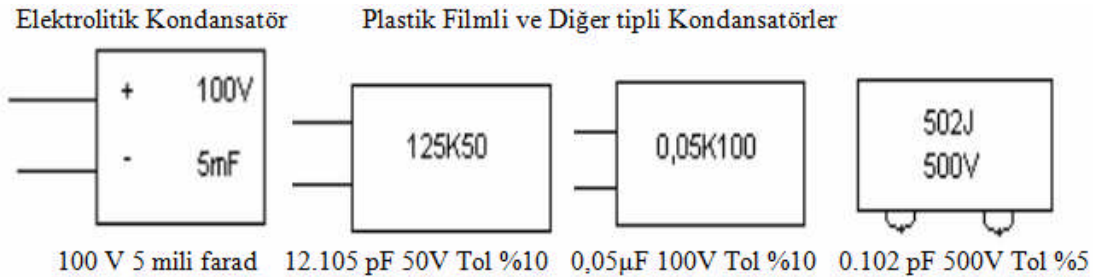 Elektrolitik Kondansatör
Plastik Filmli ve Diğer tipli Kondansatörler
+ 100V
- 5mF
125K50
0,05K100
502J
500V
100 V 5 mili farad
12.105 pF 50V Tol %10
0,05µF 100V Tol %10
0.102 pF 500V Tol %5